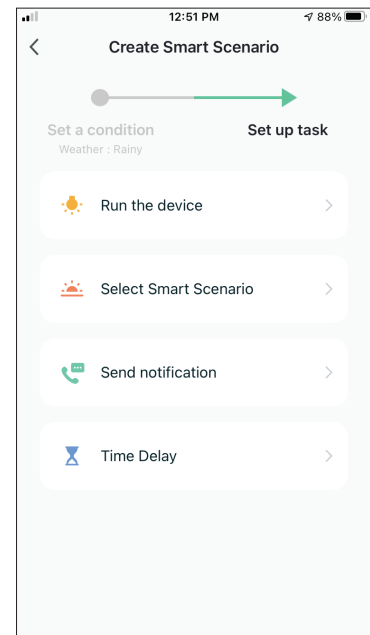 12:51 PM 88%
Create Smart Scenario
Set a condition Set up task
Weather : Rainy
Run the device
Select Smart Scenario
Send notification
Time Delay